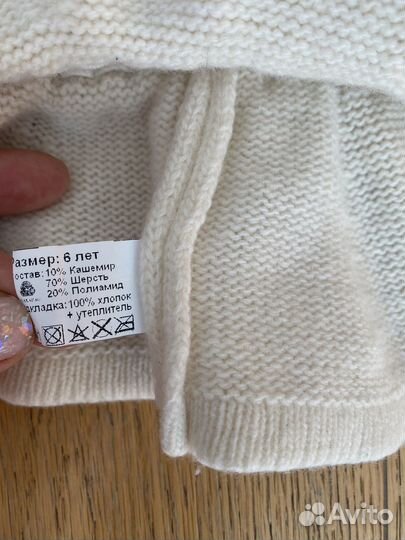 азмер: 6 лет
остав: 10% Кашемир
70% Шерсть
20% Полиамид
кладка: 100% хлопок
+ утеплитель
Avito